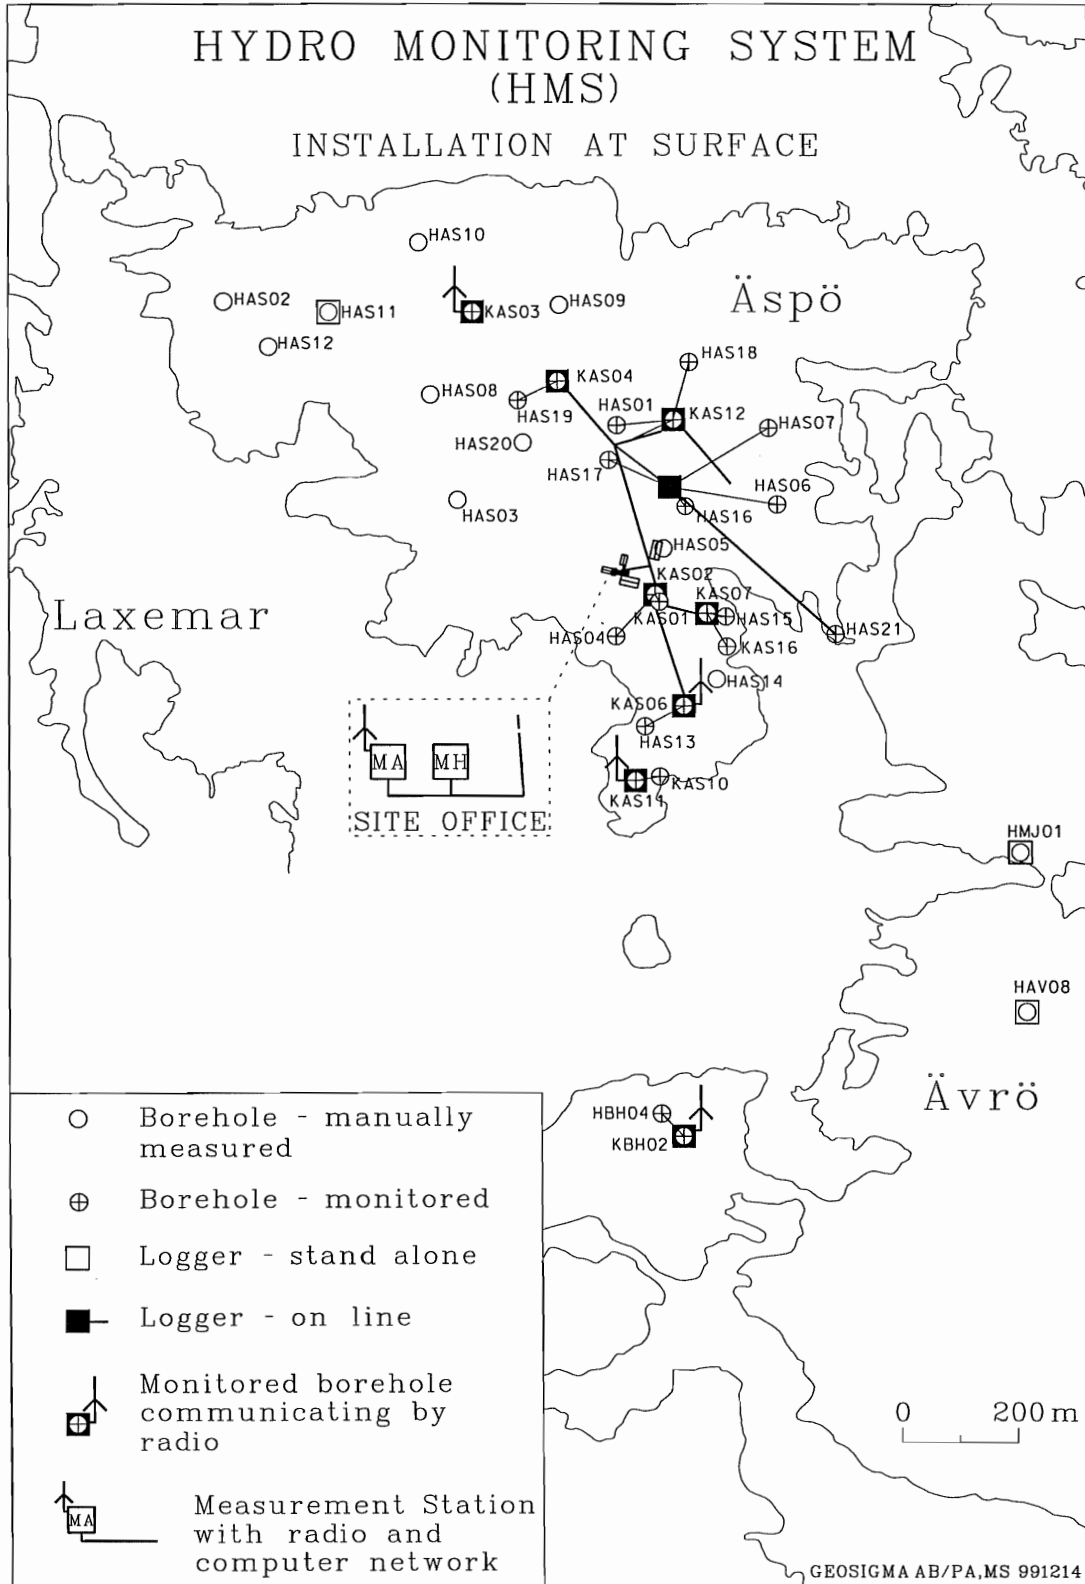 HYDRO MONITORING SYSTEM
(HMS)
INSTALLATION AT SURFACE
HAS10
HAS02
HAS11
KAS03
HAS09
Äspö
HAS12
HAS18
KAS04
HAS08
HAS19
HAS01
KAS12
HAS07
HAS20
HAS17
HAS06
HAS03
HAS16
HAS05
KAS02
KAS07
Laxemar
KAS01
HAS15
HAS04
HAS21
KAS16
HAS14
KAS06
HAS13
MA
MH
KAS10
KAS11
SITE OFFICE
HMJ01
HAV08
Ävrö
HBH04
KBH02
Borehole - manually
measured
Borehole - monitored
Logger - stand alone
Logger - on line
Monitored borehole
communicating by
radio
0 200 m
MA
Measurement Station
with radio and
computer network
GEOSIGMA AB/PA,MS 991214